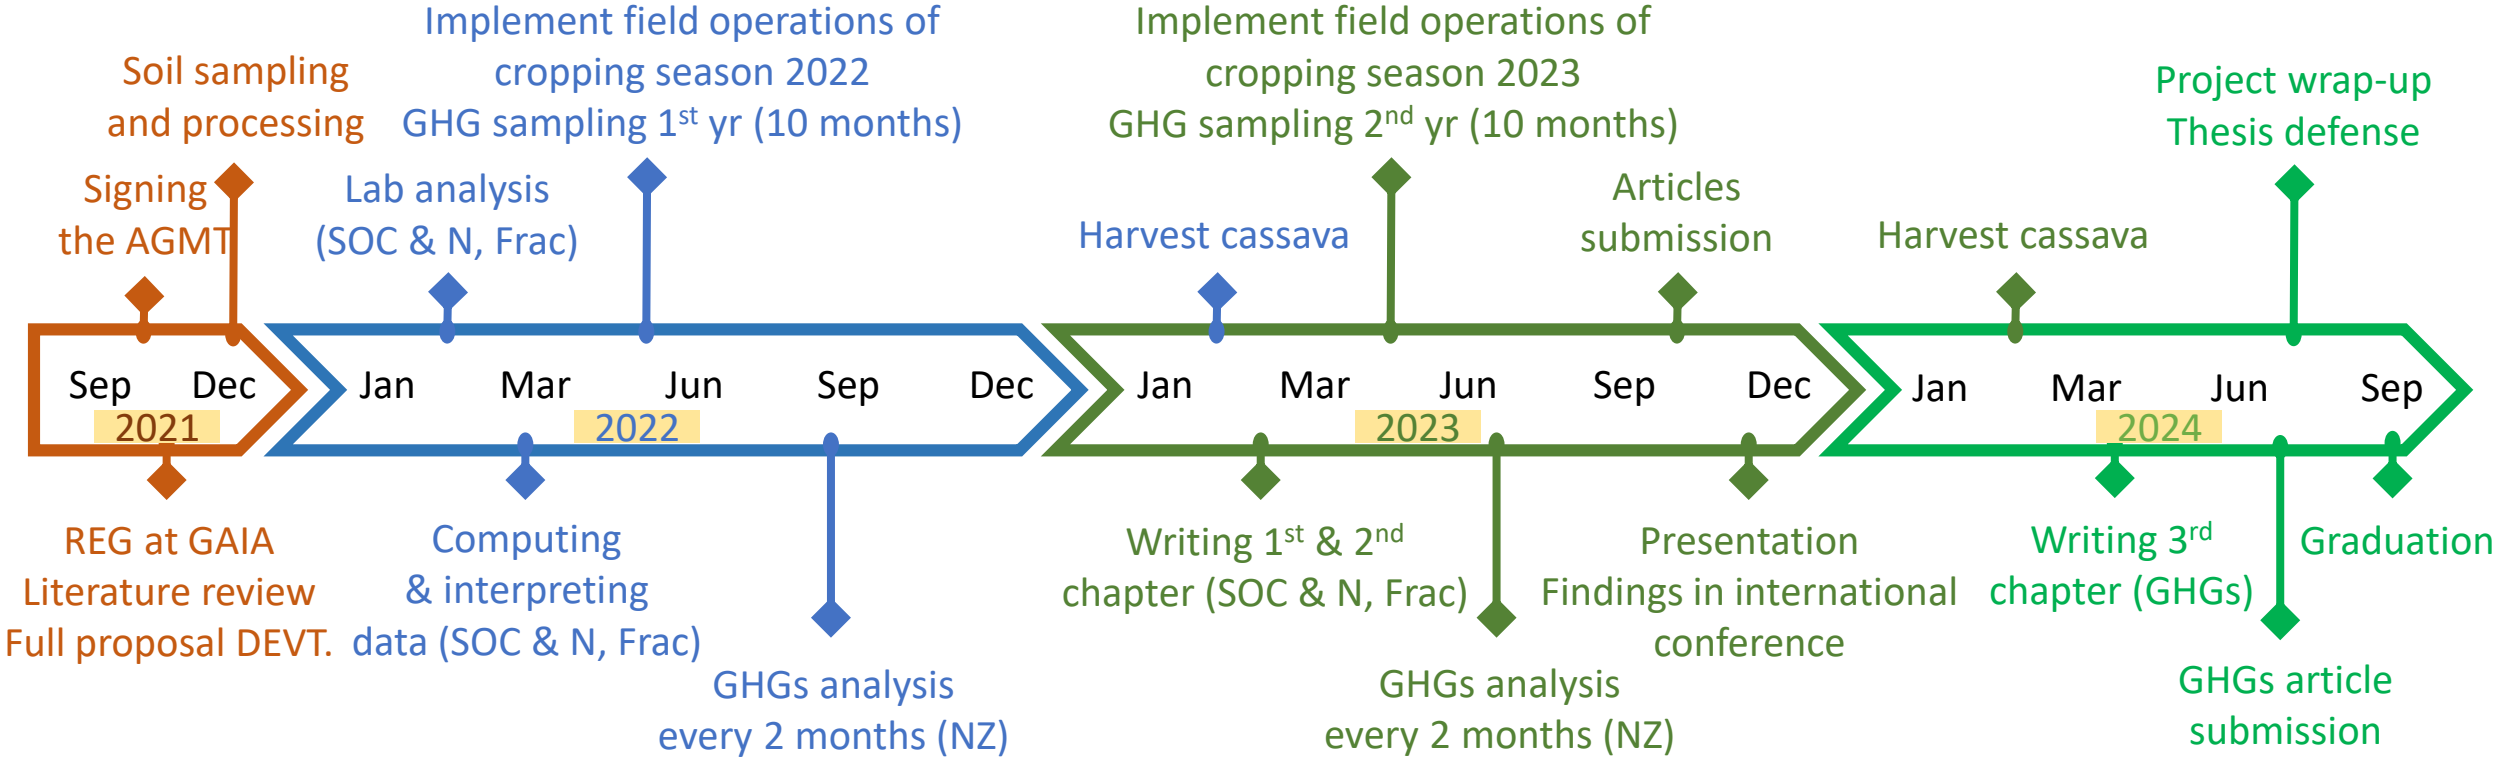 Implement field operations of
cropping season 2022
GHG sampling 1st yr (10 months)
Implement field operations of
cropping season 2023
GHG sampling 2nd yr (10 months)
Soil sampling
and processing
Project wrap-up
Thesis defense
Signing
the AGMT
Lab analysis
(SOC & N, Frac)
Harvest cassava
Articles
submission
Harvest cassava
Sep Dec
2021
Jan Mar Jun Sep Dec
2022
Jan Mar Jun Sep Dec
2023
Jan Mar Jun Sep
2024
REG at GAIA
Literature review
Full proposal DEVT.
Computing
& interpreting
data (SOC & N, Frac)
GHGs analysis
every 2 months (NZ)
Writing 1st & 2nd
chapter (SOC & N, Frac)
GHGs analysis
every 2 months (NZ)
Presentation
Findings in international
conference
Writing 3rd
chapter (GHGs)
GHGs article
submission
Graduation